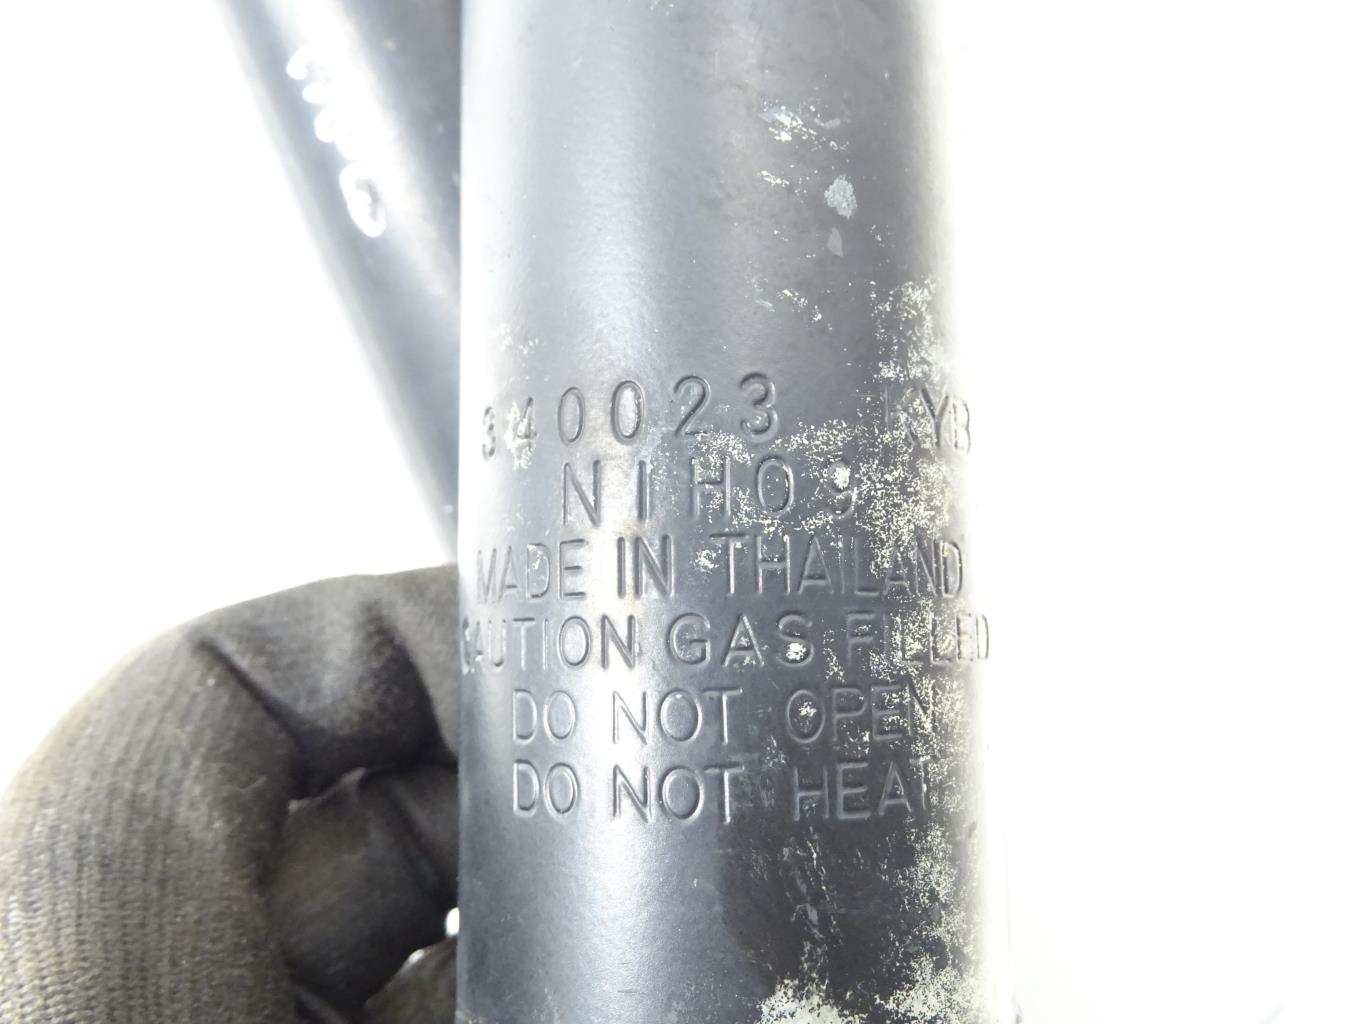 340023 KYB
NIH09
MADE IN THAILAND
CAUTION GAS FILLED
DO NOT OPEN
DO NOT HEAT